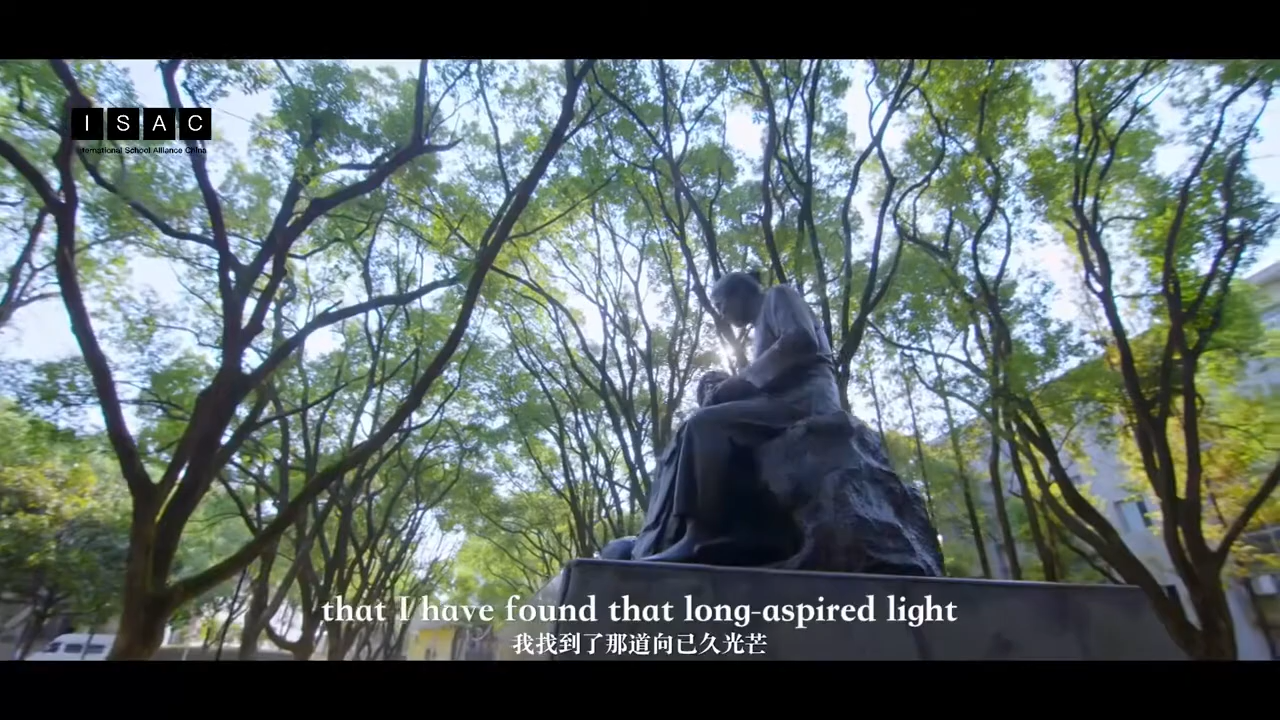 ISAC
International School Alliance China
that I have found that long-aspired light
我找到了那道向已久光芒